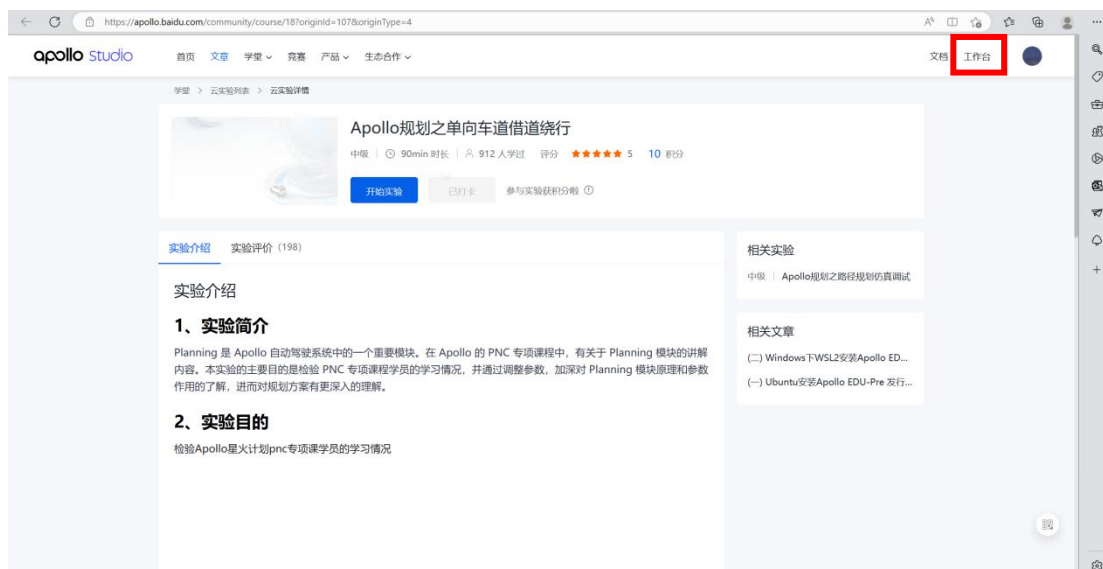 https://apollo.baidu.com/community/course/18?originId=107&originType=4
apollo studio 首页 文章 学堂 竞赛 产品 生态合作 文档 工作台
学堂 > 云实验列表 > 云实验详情
Apollo规划之单向车道借道绕行
中级 | 90min 时长 | 912 人学过 评分 ★★★★★ 5 10 积分
开始实验 已打卡 参与实验获积分啦
实验介绍 实验评价 (198)
实验介绍
1、实验简介
Planning 是 Apollo 自动驾驶系统中的一个重要模块。在 Apollo 的 PNC 专项课程中，有关于 Planning 模块的讲解
内容。本实验的主要目的是检验 PNC 专项课程学员的学习情况，并通过调整参数，加深对 Planning 模块原理和参数
作用的了解，进而对规划方案有更深入的理解。
2、实验目的
检验Apollo星火计划pnc专项课学员的学习情况
相关实验
中级 | Apollo规划之路径规划仿真调试
相关文章
(二) Windows下WSL2安装Apollo ED...
(一) Ubuntu安装Apollo EDU-Pre 发行...